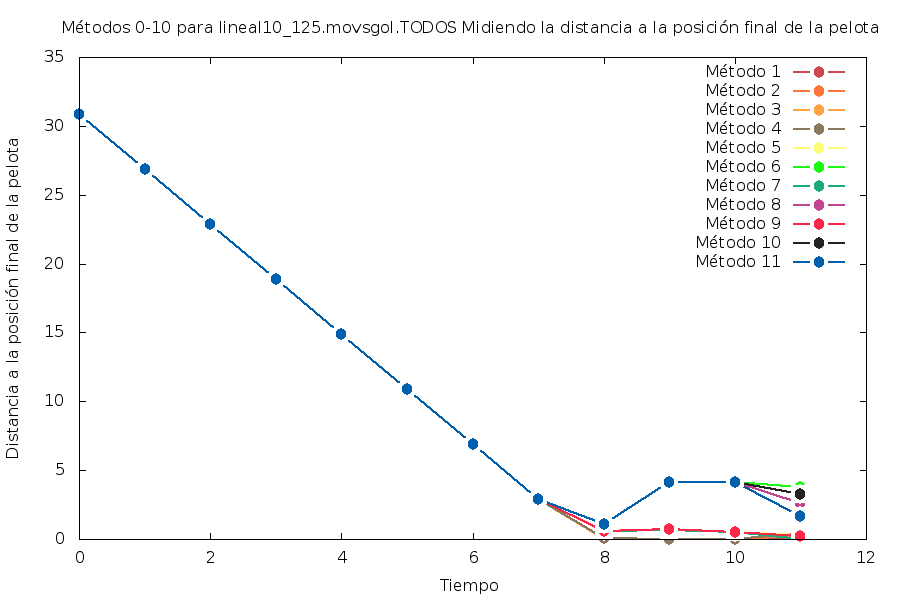 Métodos 0-10 para lineal10_125.movsgol.TODOS Midiendo la distancia a la posición final de la pelota
Distancia a la posición final de la pelota
35
30
25
20
15
10
5
0
Método 1
Método 2
Método 3
Método 4
Método 5
Método 6
Método 7
Método 8
Método 9
Método 10
Método 11
0 2 4 6 8 10 12
Tiempo